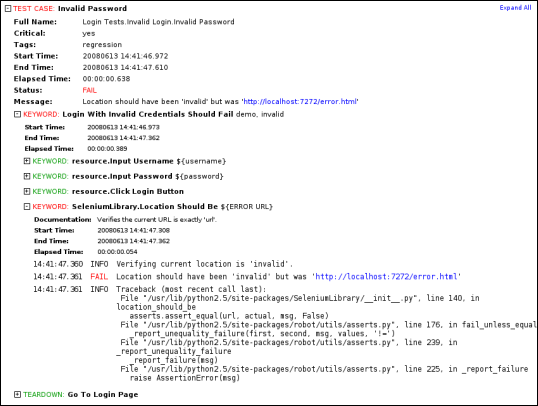 TEST CASE: Invalid Password Expand All
Full Name: Login Tests.Invalid Login.Invalid Password
Critical: yes
Tags: regression
Start Time: 20080613 14:41:46.972
End Time: 20080613 14:41:47.610
Elapsed Time: 00:00:00.638
Status: FAIL
Message: Location should have been 'invalid' but was 'http://localhost:7272/error.html'
KEYWORD: Login With Invalid Credentials Should Fail demo, invalid
Start Time: 20080613 14:41:46.973
End Time: 20080613 14:41:47.362
Elapsed Time: 00:00:00.389
KEYWORD: resource.Input Username ${username}
KEYWORD: resource.Input Password ${password}
KEYWORD: resource.Click Login Button
KEYWORD: SeleniumLibrary.Location Should Be ${ERROR URL}
Documentation: Verifies the current URL is exactly 'url'.
Start Time: 20080613 14:41:47.308
End Time: 20080613 14:41:47.362
Elapsed Time: 00:00:00.054
14:41:47.360 INFO Verifying current location is 'invalid'.
14:41:47.361 FAIL Location should have been 'invalid' but was 'http://localhost:7272/error.html'
14:41:47.361 INFO Traceback (most recent call last):
File "/usr/lib/python2.5/site-packages/SeleniumLibrary/__init__.py", line 140, in
location_should_be
asserts.assert_equal(url, actual, msg, False)
File "/usr/lib/python2.5/site-packages/robot/utils/asserts.py", line 176, in fail_unless_equal
_report_unequality_failure(first, second, msg, values, '!=')
File "/usr/lib/python2.5/site-packages/robot/utils/asserts.py", line 239, in
_report_unequality_failure
_report_failure(msg)
File "/usr/lib/python2.5/site-packages/robot/utils/asserts.py", line 225, in _report_failure
raise AssertionError(msg)
TEARDOWN: Go To Login Page